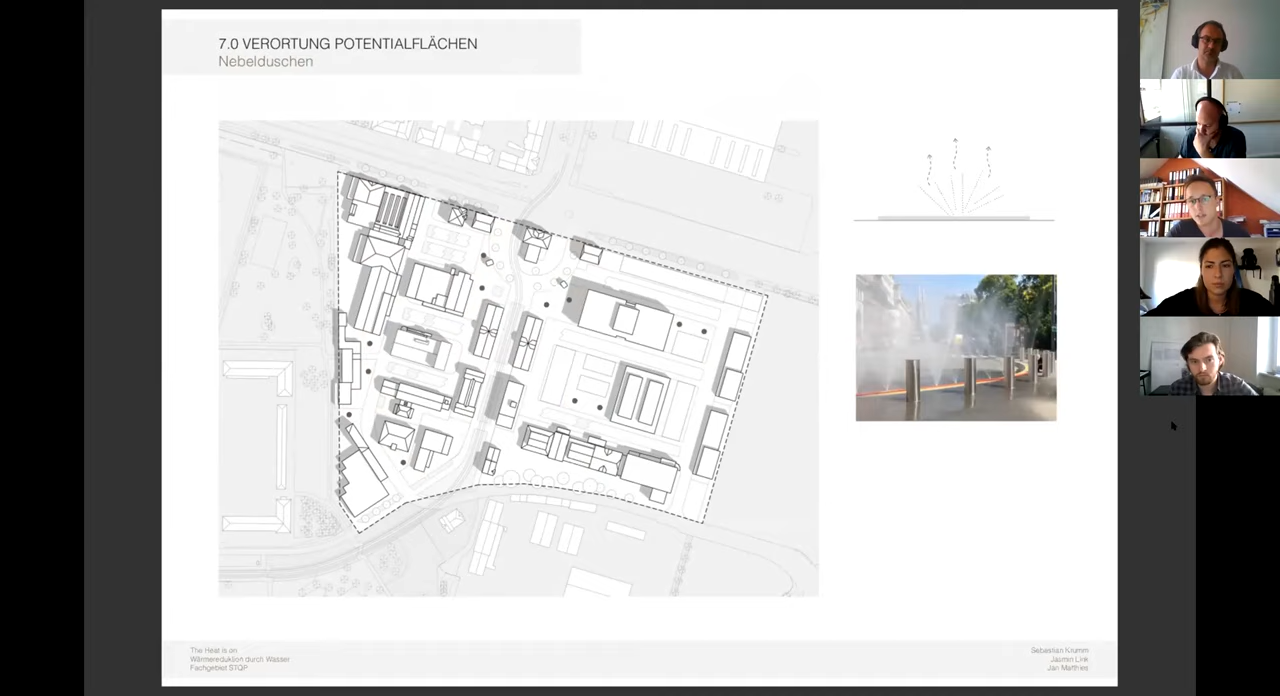 7.0 VERORTUNG POTENTIALFLÄCHEN
Nebelduschen
The Heat is on
Wärmereduktion durch Wasser
Fachgebiet STQP
Sebastian Krumm
Jasmin Link
Jan Matthies